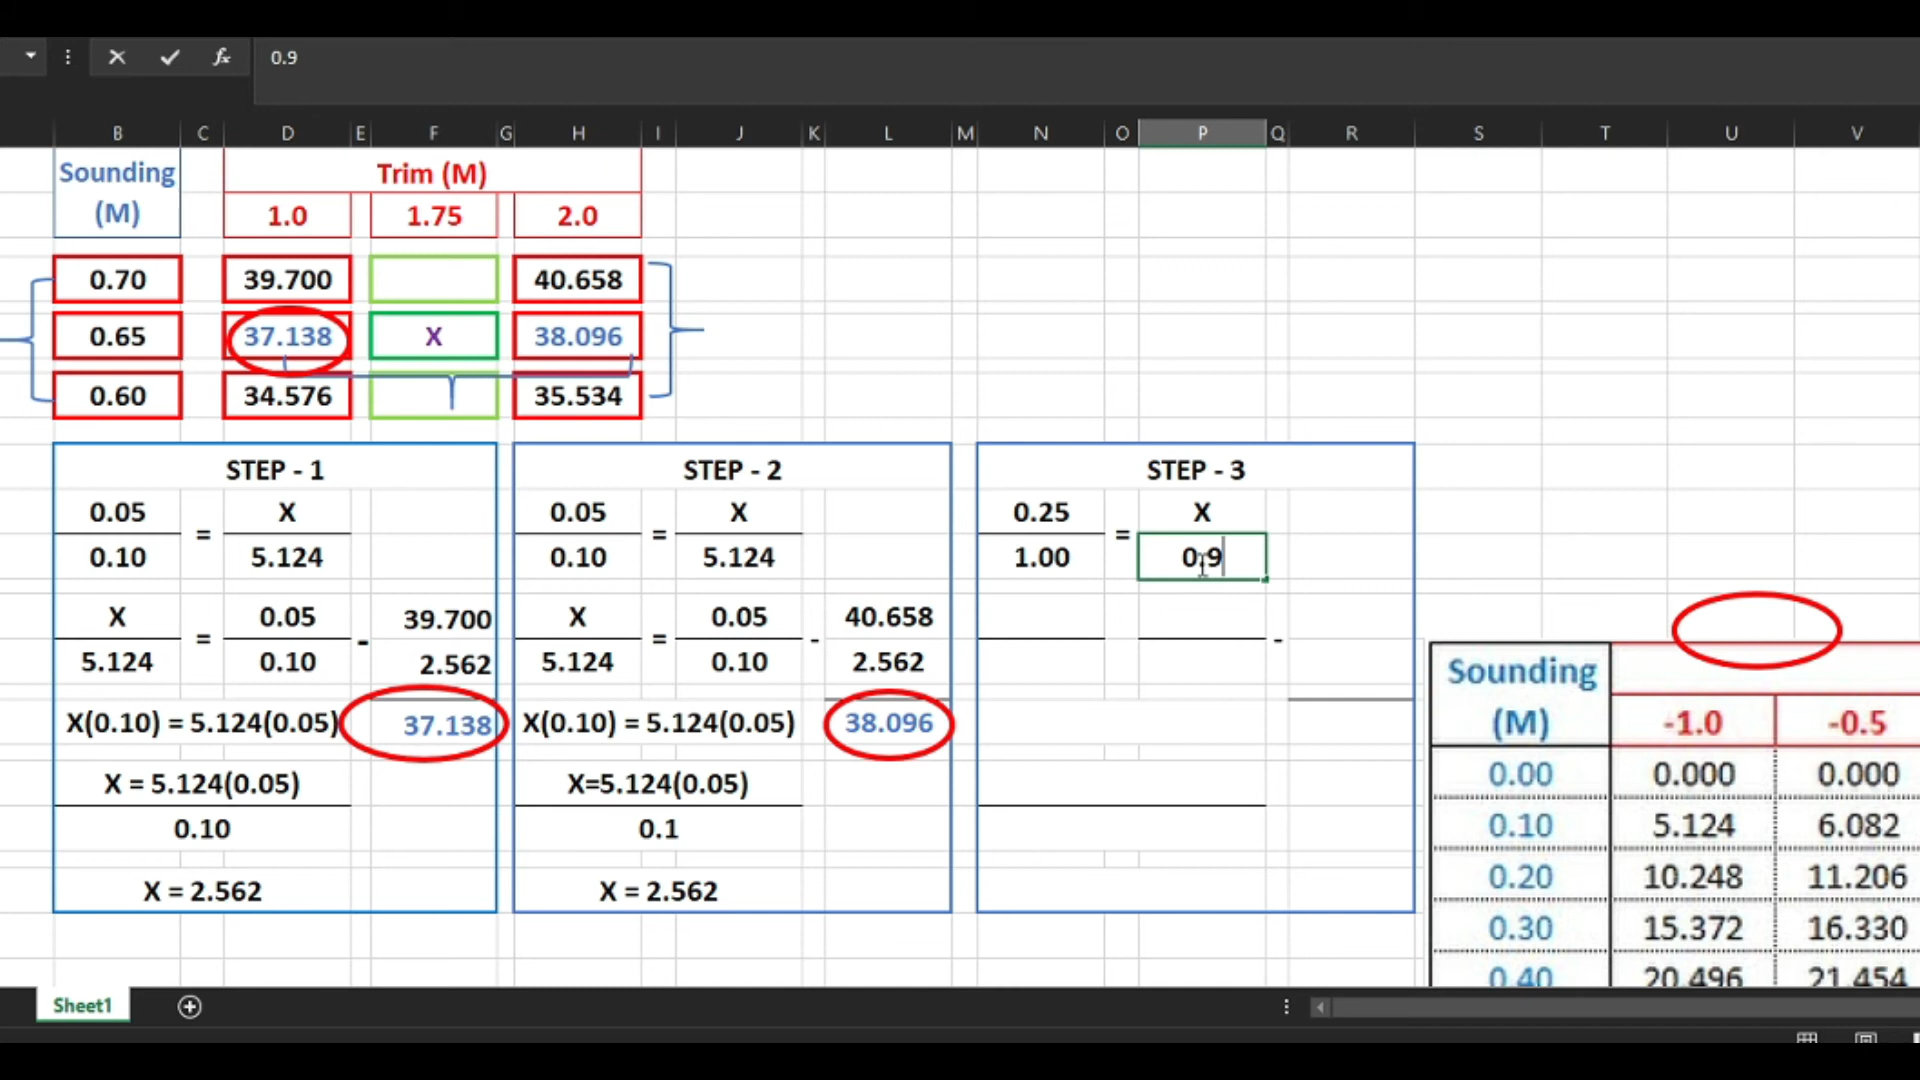 0.9
B C D E F G H I J K L M N O P Q R S T U V
Sounding
(M)
Trim (M)
1.0 1.75 2.0
0.70 39.700 40.658
0.65 37.138 X 38.096
0.60 34.576 35.534
STEP - 1
0.05 = X
0.10 5.124
X = 0.05 - 39.700
5.124 0.10 2.562
X(0.10) = 5.124(0.05) 37.138
X = 5.124(0.05)
0.10
X = 2.562
STEP - 2
0.05 = X
0.10 5.124
X = 0.05 - 40.658
5.124 0.10 2.562
X(0.10) = 5.124(0.05) 38.096
X=5.124(0.05)
0.1
X = 2.562
STEP - 3
0.25 = X
1.00 0.9
-
Sounding
(M)
-1.0 -0.5
0.00 0.000 0.000
0.10 5.124 6.082
0.20 10.248 11.206
0.30 15.372 16.330
0.40 20.496 21.454
Sheet1